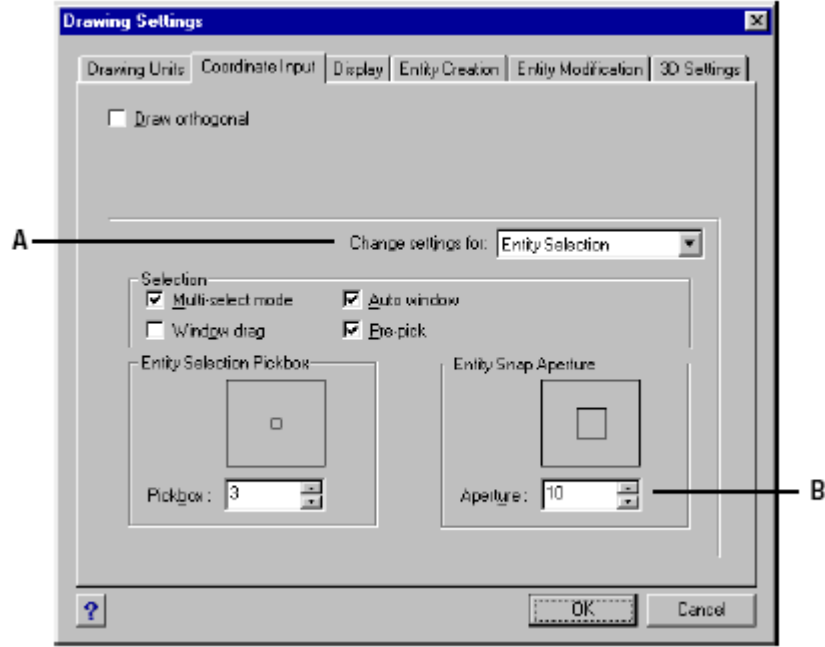 Drawing Settings
Drawing Units Coordinate Input Display Entity Creation Entity Modification 3D Settings
Draw orthogonal
A
Change settings for: Entity Selection
Selection
Multi-select mode Auto window
Window drag Pre-pick
Entity Selection Pickbox Entity Snap Aperture
Pickbox: 3 Aperture: 10
B
? OK Cancel